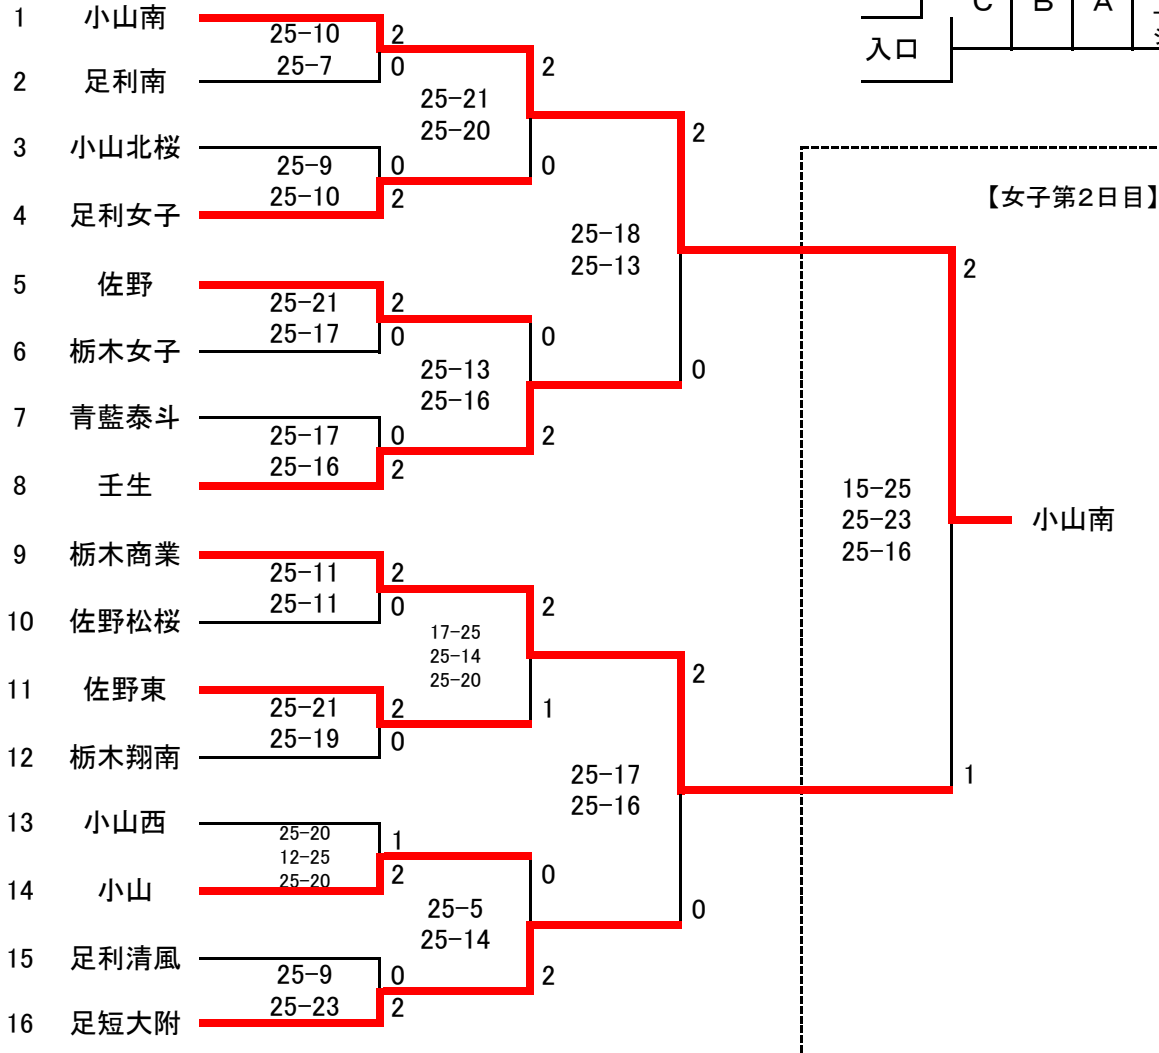 C B A
入口
【女子第2日目】
1 小山南
25-10 2
25-7 0
2 足利南
2
25-21
25-20
0
3 小山北桜
25-9 0
25-10 2
4 足利女子
2
25-18
25-13
0
5 佐野
25-21 2
25-17 0
6 栃木女子
0
25-13
25-16
2
7 青藍泰斗
25-17 0
25-16 2
8 壬生
2
15-25
25-23
25-16
1
小山南
9 栃木商業
25-11 2
25-11 0
10 佐野松桜
2
17-25
25-14
25-20
1
11 佐野東
25-21 2
25-19 0
12 栃木翔南
2
25-17
25-16
0
13 小山西
25-20 1
12-25
25-20 2
14 小山
0
25-5
25-14
2
15 足利清風
25-9 0
25-23 2
16 足短大附